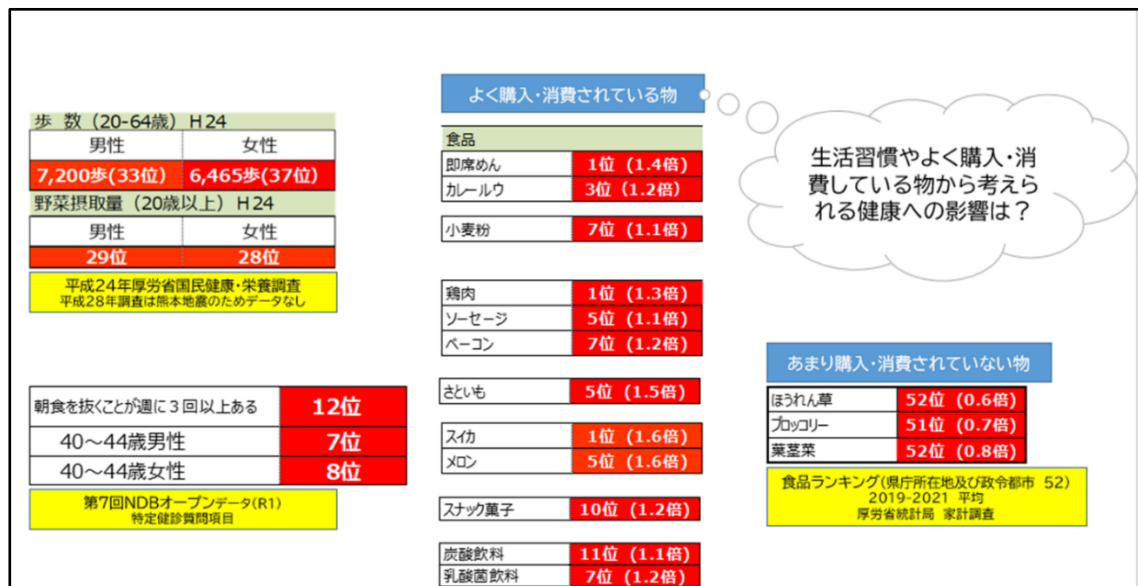 歩 数（20-64歳）H24
男性 女性
7,200歩(33位) 6,465歩(37位)
野菜摂取量（20歳以上）H24
男性 女性
29位 28位
平成24年厚労省国民健康・栄養調査
平成28年調査は熊本地震のためデータなし
朝食を抜くことが週に３回以上ある 12位
40～44歳男性 7位
40～44歳女性 8位
第7回NDBオープンデータ(R1)
特定健診質問項目
よく購入・消費されている物
食品
即席めん 1位（1.4倍）
カレールウ 3位（1.2倍）
小麦粉 7位（1.1倍）
鶏肉 1位（1.3倍）
ソーセージ 5位（1.1倍）
ベーコン 7位（1.2倍）
さといも 5位（1.5倍）
スイカ 1位（1.6倍）
メロン 5位（1.6倍）
スナック菓子 10位（1.2倍）
炭酸飲料 11位（1.1倍）
乳酸菌飲料 7位（1.2倍）
生活習慣やよく購入・消
費している物から考えら
れる健康への影響は？
あまり購入・消費されていない物
ほうれん草 52位（0.6倍）
ブロッコリー 51位（0.7倍）
葉茎菜 52位（0.8倍）
食品ランキング(県庁所在地及び政令都市 52)
2019-2021 平均
厚労省統計局 家計調査